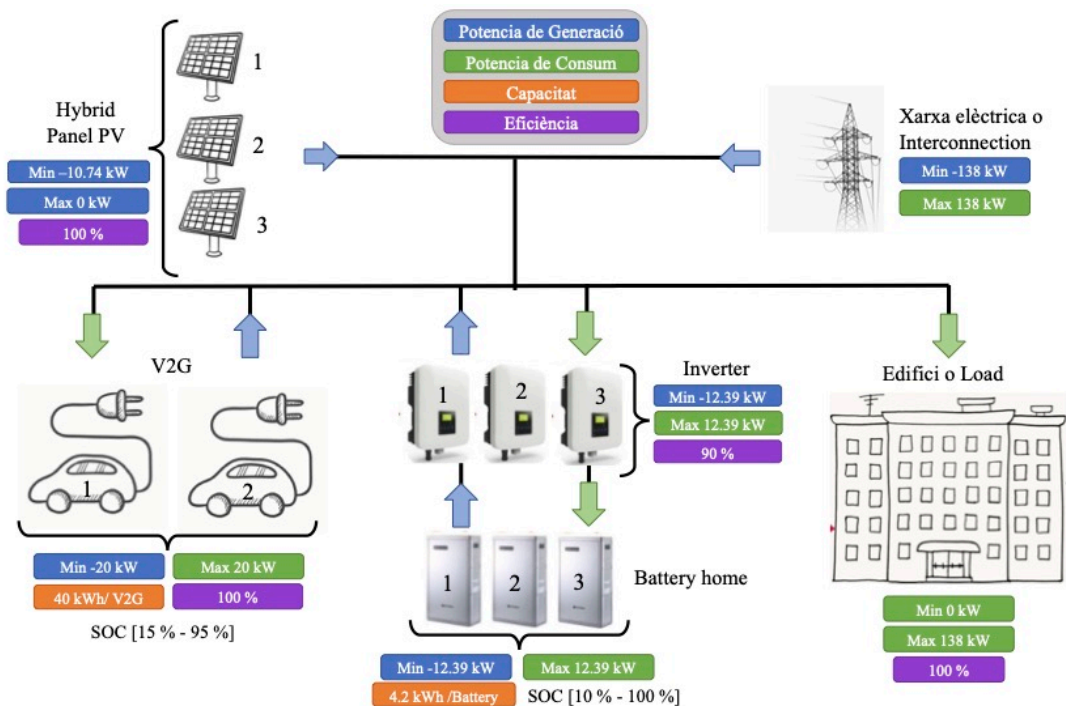 Potencia de Generació
Potencia de Consum
Capacitat
Eficiència
Hybrid
Panel PV
Min –10.74 kW
Max 0 kW
100 %
1
2
3
Xarxa elèctrica o
Interconnection
Min -138 kW
Max 138 kW
V2G
1
2
Min -20 kW
Max 20 kW
40 kWh/ V2G
100 %
SOC [15 % - 95 %]
1
2
3
Inverter
Min -12.39 kW
Max 12.39 kW
90 %
1
2
3
Battery home
Min -12.39 kW
Max 12.39 kW
4.2 kWh /Battery
SOC [10 % - 100 %]
Edifici o Load
Min 0 kW
Max 138 kW
100 %